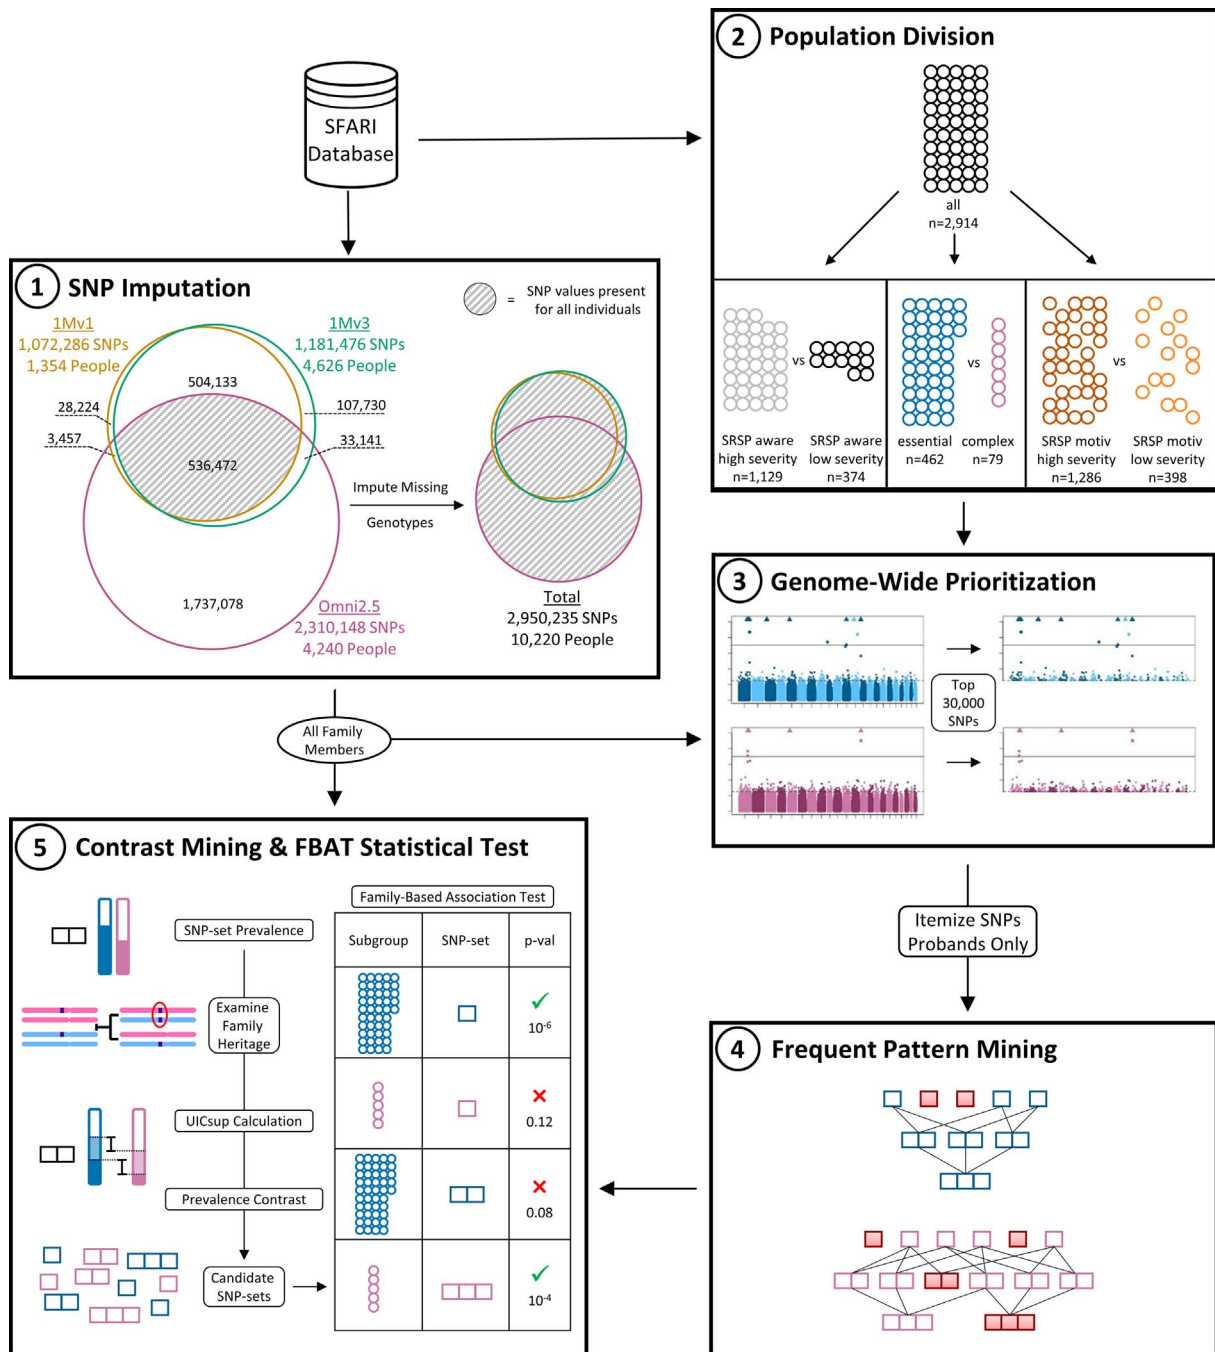 SFARI
Database
1 SNP Imputation
= SNP values present
for all individuals
1Mv1
1,072,286 SNPs
1,354 People
1Mv3
1,181,476 SNPs
4,626 People
504,133
28,224
107,730
3,457
33,141
536,472
Impute Missing
Genotypes
1,737,078
Omni2.5
2,310,148 SNPs
4,240 People
Total
2,950,235 SNPs
10,220 People
All Family
Members
2 Population Division
all
n=2,914
vs
SRSP aware
high severity
n=1,129
SRSP aware
low severity
n=374
vs
essential
n=462
complex
n=79
vs
SRSP motiv
high severity
n=1,286
SRSP motiv
low severity
n=398
3 Genome-Wide Prioritization
Top
30,000
SNPs
Itemize SNPs
Probands Only
4 Frequent Pattern Mining
5 Contrast Mining & FBAT Statistical Test
SNP-set Prevalence
Examine
Family
Heritage
UICsup Calculation
Prevalence Contrast
Candidate
SNP-sets
Family-Based Association Test
Subgroup SNP-set p-val
10-6
0.12
0.08
10-4